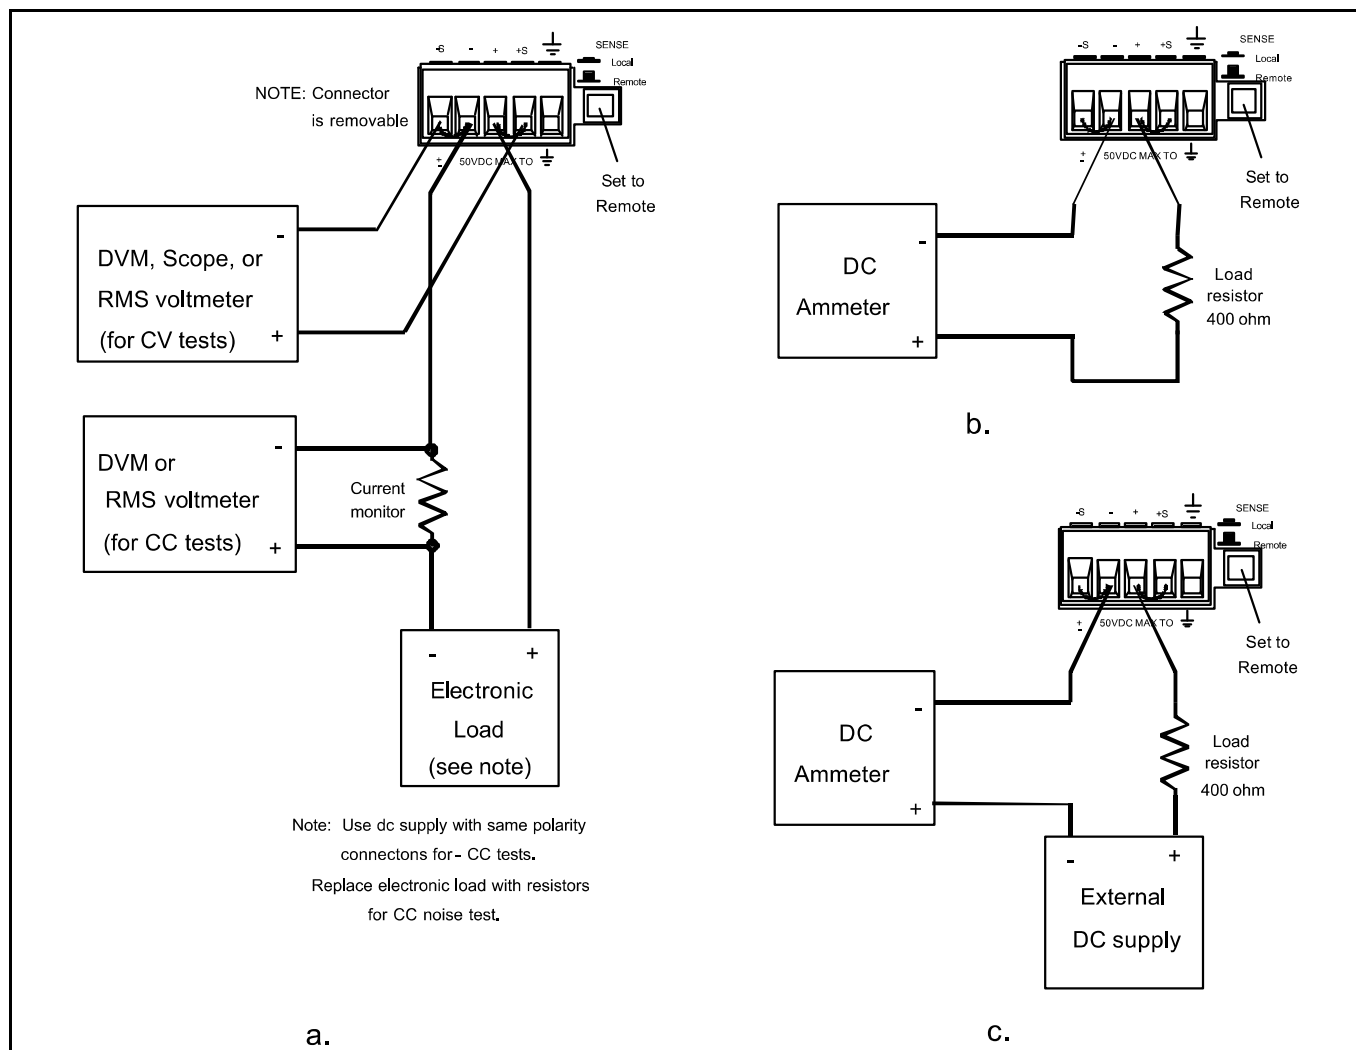 -S - + +S
SENSE
Local
Remote
NOTE: Connector
is removable
+
-
50VDC MAX TO
Set to
Remote
-
DVM, Scope, or
RMS voltmeter
(for CV tests)
+
-
DVM or
RMS voltmeter
(for CC tests)
+
Current
monitor
- +
Electronic
Load
(see note)
Note: Use dc supply with same polarity
connectons for - CC tests.
Replace electronic load with resistors
for CC noise test.
a.
-S - + +S
SENSE
Local
Remote
+
-
50VDC MAX TO
Set to
Remote
-
DC
Ammeter
+
Load
resistor
400 ohm
b.
-S - + +S
SENSE
Local
Remote
+
-
50VDC MAX TO
Set to
Remote
-
DC
Ammeter
+
Load
resistor
400 ohm
- +
External
DC supply
c.